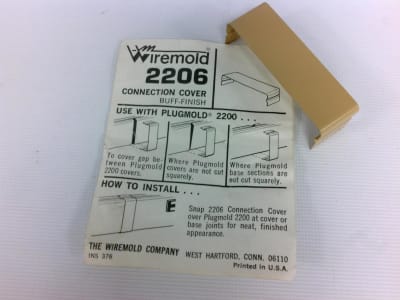 Wiremold®
2206
CONNECTION COVER
BUFF-FINISH
USE WITH PLUGMOLD® 2200 . . .
To cover gap be-
tween Plugmold
2200 covers.
Where Plugmold
covers are not cut
squarely.
Where Plugmold
base sections are
not cut squarely.
HOW TO INSTALL . . .
E
Snap 2206 Connection Cover
over Plugmold 2200 at cover or
base joints for neat, finished
appearance.
THE WIREMOLD COMPANY WEST HARTFORD, CONN. 06110
INS 378
Printed in U.S.A.